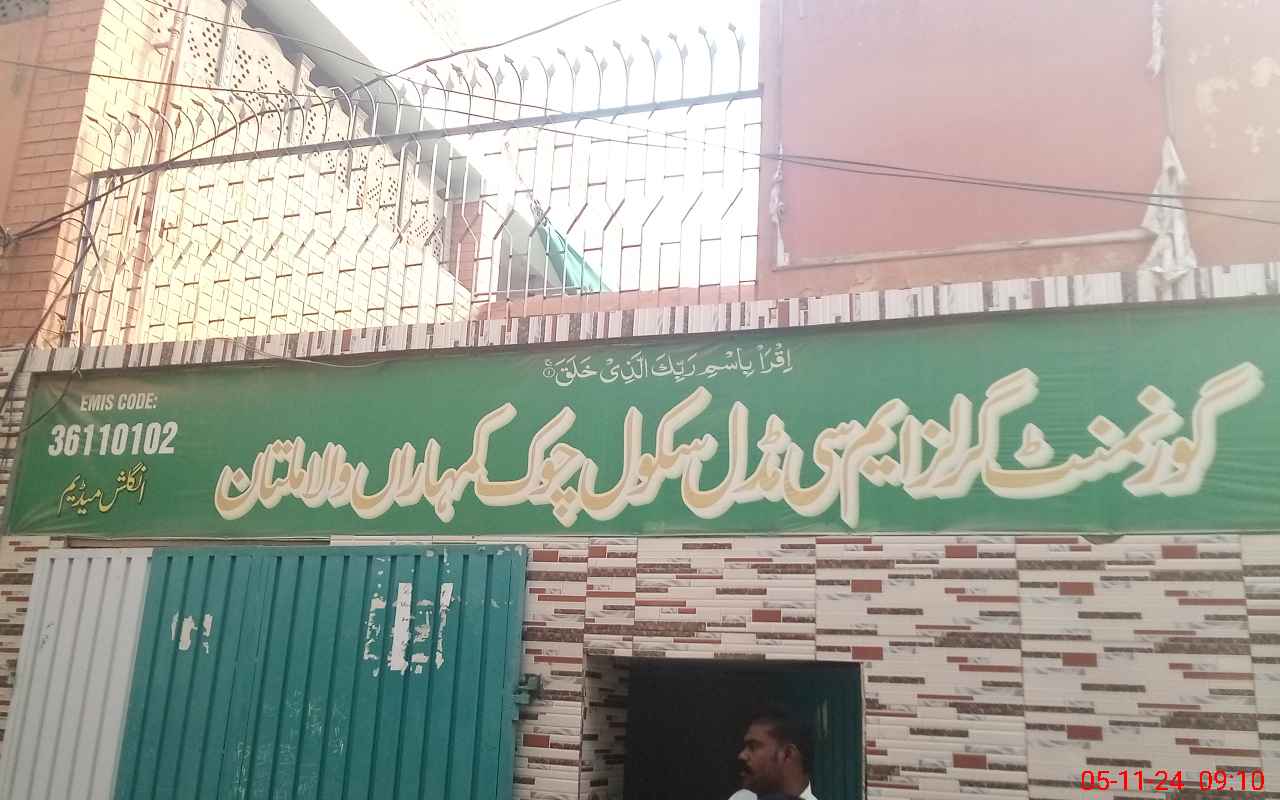 اِقْرَاْ بِاسْمِ رَبِّكَ الَّذِیْ خَلَقَ
EMIS CODE:
36110102
گورنمنٹ گرلز ایم سی مڈل سکول چوک کمہاراں والا ملتان
انگلش میڈیم
05-11-24 09:10